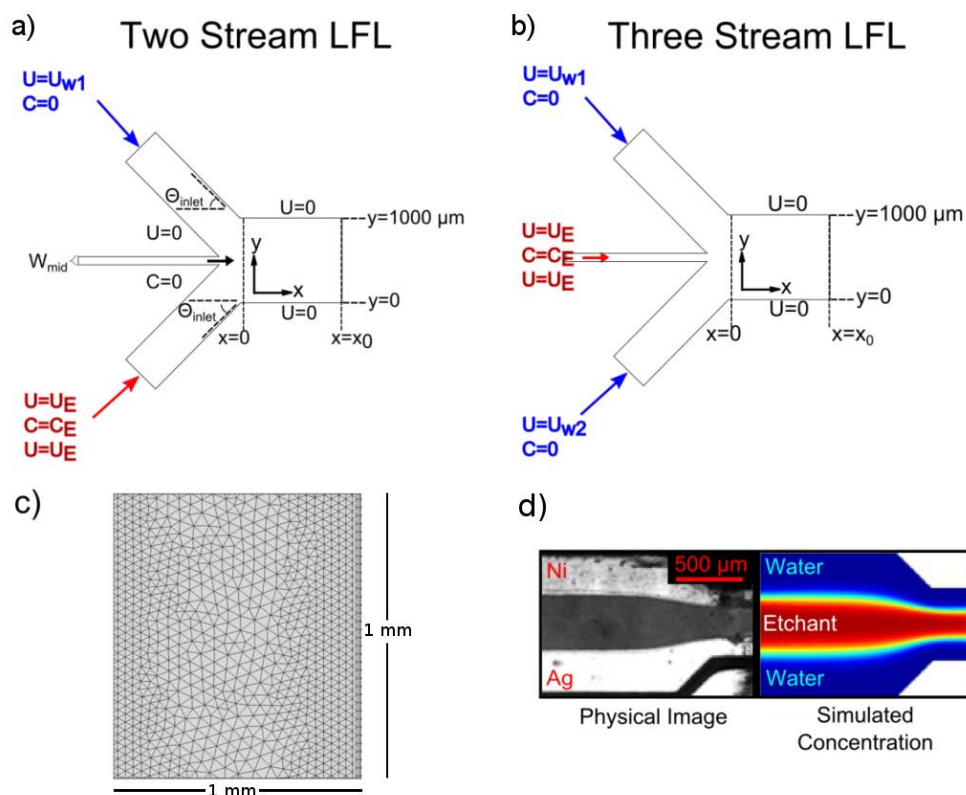 a)
Two Stream LFL
U=Uw1
C=0
Θinlet
U=0
U=0
y=1000 μm
Wmid
y
x
C=0
Θinlet
U=0
y=0
x=0
x=x0
U=UE
C=CE
U=UE
b)
Three Stream LFL
U=Uw1
C=0
U=0
y=1000 μm
U=UE
C=CE
U=UE
y
x
y=0
U=0
x=0
x=x0
U=Uw2
C=0
c)
1 mm
1 mm
d)
Ni
500 μm
Ag
Physical Image
Water
Etchant
Water
Simulated
Concentration